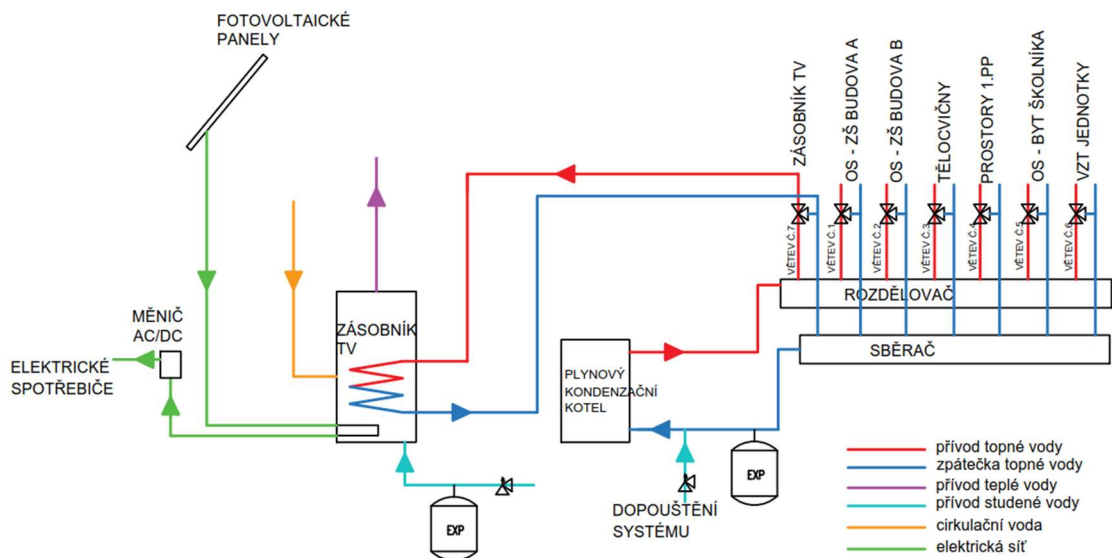 FOTOVOLTAICKÉ
PANELY
ZÁSOBNÍK TV
OS - ZŠ BUDOVA A
OS - ZŠ BUDOVA B
TĚLOCVIČNY
PROSTORY 1.PP
OS - BYT ŠKOLNÍKA
VZT JEDNOTKY
VĚTEV Č.7
VĚTEV Č.1
VĚTEV Č.2
VĚTEV Č.3
VĚTEV Č.4
VĚTEV Č.5
VĚTEV Č.6
ROZDĚLOVAČ
SBĚRAČ
MĚNIČ
AC/DC
ELEKTRICKÉ
SPOTŘEBIČE
ZÁSOBNÍK
TV
PLYNOVÝ
KONDENZAČNÍ
KOTEL
EXP
EXP
DOPOUŠTĚNÍ
SYSTÉMU
přívod topné vody
zpátečka topné vody
přívod teplé vody
přívod studené vody
cirkulační voda
elektrická síť